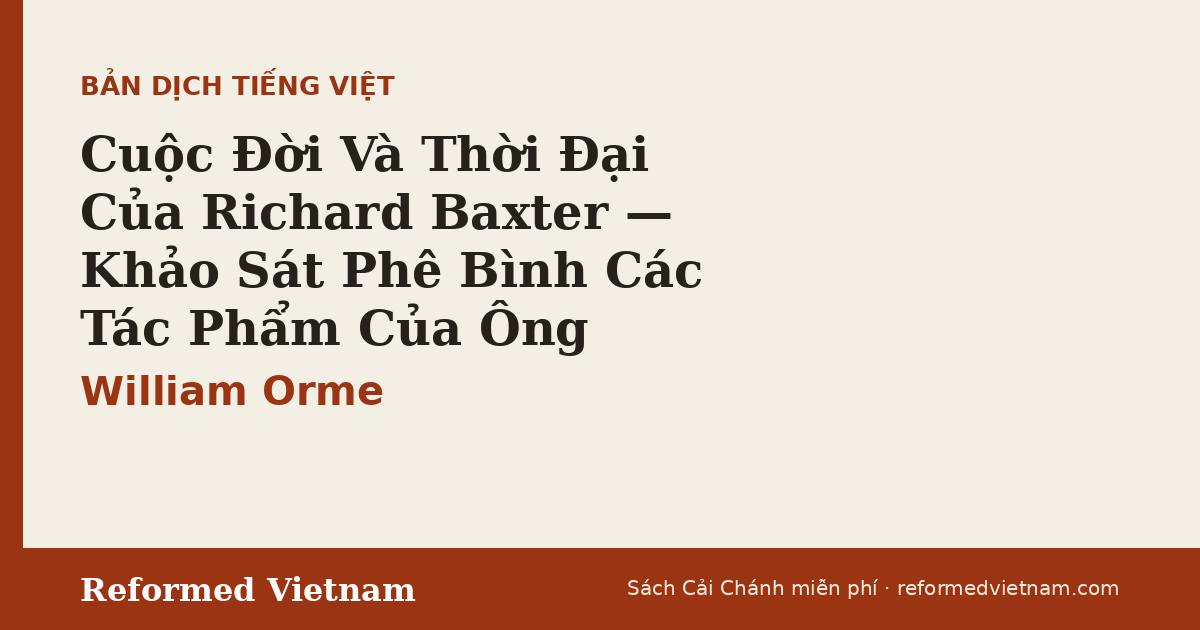 BẢN DỊCH TIẾNG VIỆT
Cuộc Đời Và Thời Đại
Của Richard Baxter —
Khảo Sát Phê Bình Các
Tác Phẩm Của Ông
William Orme
Reformed Vietnam
Sách Cải Chánh miễn phí · reformedvietnam.com